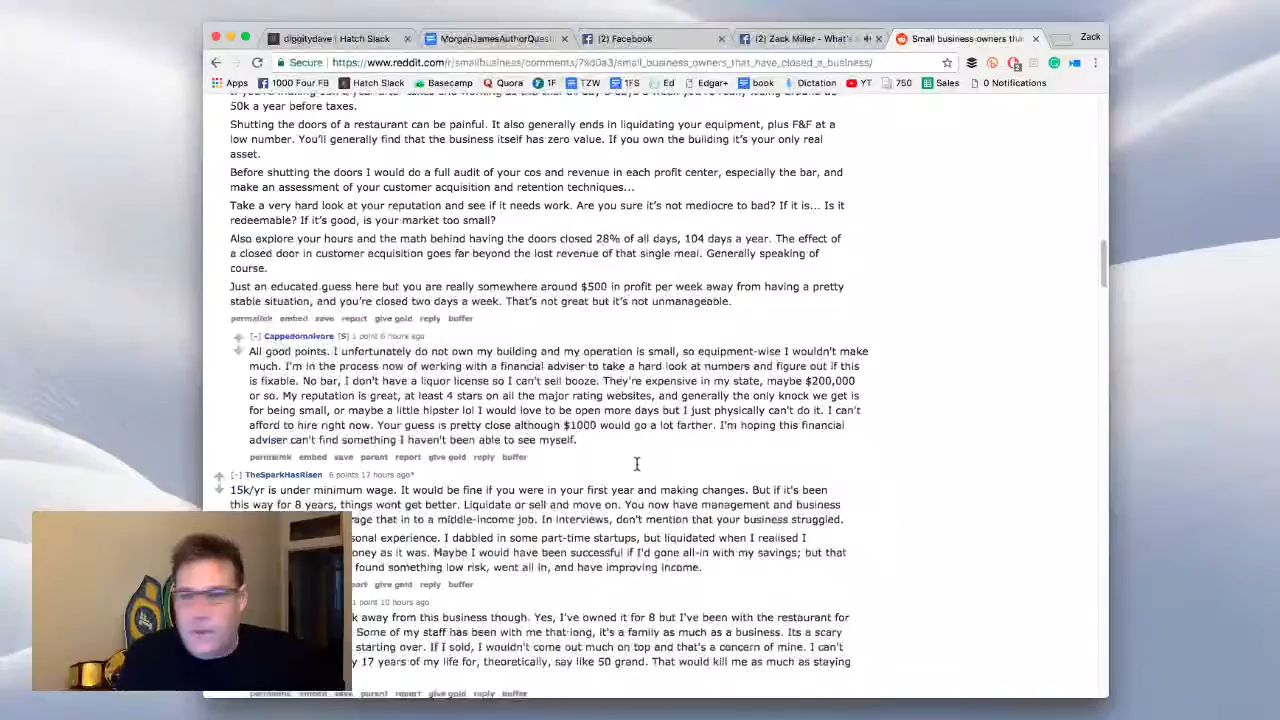 diggitydave | Hatch Slack
MorganJamesAuthorQuest
(2) Facebook
(2) Zack Miller - What's
Small business owners tha
Zack
Secure | https://www.reddit.com/r/smallbusiness/comments/7xd0a3/small_business_owners_that_have_closed_a_business/
Apps 1000 Four FB Hatch Slack Basecamp Quora 1F TZW 1FS Ed Edgar+ book Dictation YT 750 Sales 0 Notifications
50k a year before taxes.
Shutting the doors of a restaurant can be painful. It also generally ends in liquidating your equipment, plus F&F at a
low number. You'll generally find that the business itself has zero value. If you own the building it's your only real
asset.
Before shutting the doors I would do a full audit of your cos and revenue in each profit center, especially the bar, and
make an assessment of your customer acquisition and retention techniques...
Take a very hard look at your reputation and see if it needs work. Are you sure it's not mediocre to bad? If it is... Is it
redeemable? If it's good, is your market too small?
Also explore your hours and the math behind having the doors closed 28% of all days, 104 days a year. The effect of
a closed door in customer acquisition goes far beyond the lost revenue of that single meal. Generally speaking of
course.
Just an educated guess here but you are really somewhere around $500 in profit per week away from having a pretty
stable situation, and you're closed two days a week. That's not great but it's not unmanageable.
permalink embed save report give gold reply buffer
[-] Cappedomnivore [S] 1 point 6 hours ago
All good points. I unfortunately do not own my building and my operation is small, so equipment-wise I wouldn't make
much. I'm in the process now of working with a financial adviser to take a hard look at numbers and figure out if this
is fixable. No bar, I don't have a liquor license so I can't sell booze. They're expensive in my state, maybe $200,000
or so. My reputation is great, at least 4 stars on all the major rating websites, and generally the only knock we get is
for being small, or maybe a little hipster lol I would love to be open more days but I just physically can't do it. I can't
afford to hire right now. Your guess is pretty close although $1000 would go a lot farther. I'm hoping this financial
adviser can't find something I haven't been able to see myself.
permalink embed save parent report give gold reply buffer
[-] TheSparkHasRisen 6 points 17 hours ago*
15k/yr is under minimum wage. It would be fine if you were in your first year and making changes. But if it's been
this way for 8 years, things wont get better. Liquidate or sell and move on. You now have management and business
rage that in to a middle-income job. In interviews, don't mention that your business struggled.
sonal experience. I dabbled in some part-time startups, but liquidated when I realised I
oney as it was. Maybe I would have been successful if I'd gone all-in with my savings; but that
found something low risk, went all in, and have improving income.
port give gold reply buffer
1 point 10 hours ago
k away from this business though. Yes, I've owned it for 8 but I've been with the restaurant for
Some of my staff has been with me that long, it's a family as much as a business. Its a scary
starting over. If I sold, I wouldn't come out much on top and that's a concern of mine. I can't
y 17 years of my life for, theoretically, say like 50 grand. That would kill me as much as staying
permalink embed save parent report give gold reply buffer